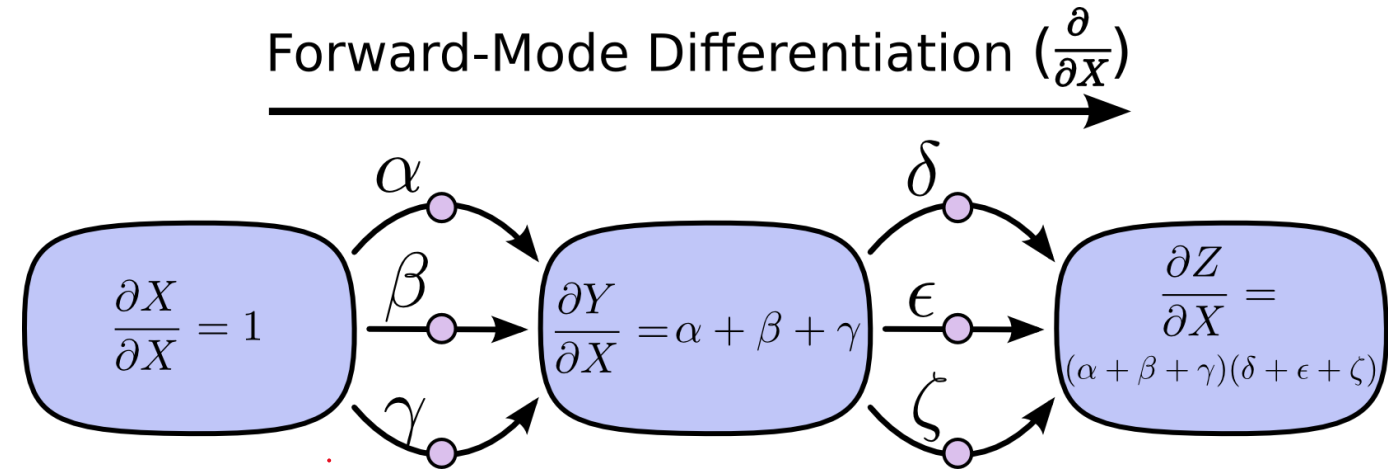 Forward-Mode Differentiation (∂/∂X)
α
δ
β
ϵ
γ
ζ
∂X/∂X = 1
∂Y/∂X = α + β + γ
∂Z/∂X =
(α + β + γ)(δ + ϵ + ζ)